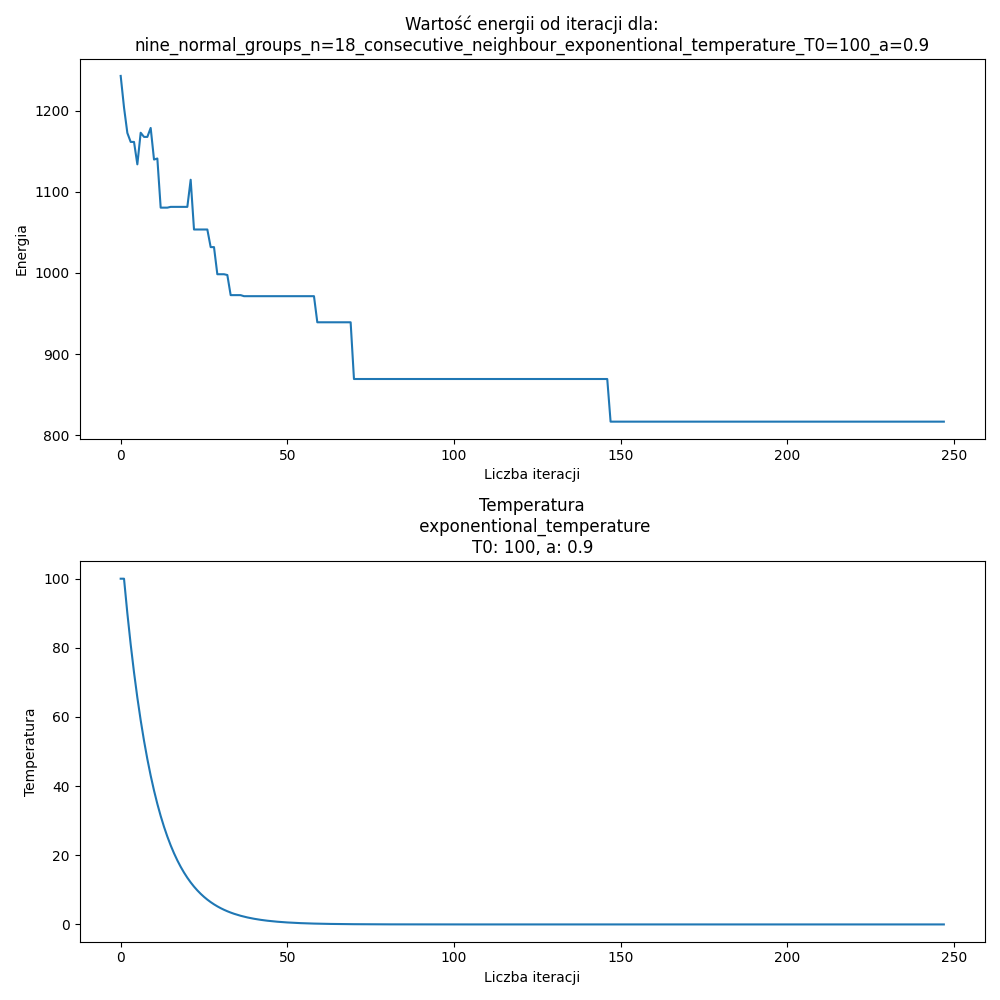 Wartość energii od iteracji dla:
nine_normal_groups_n=18_consecutive_neighbour_exponentional_temperature_T0=100_a=0.9
1200
1100
1000
900
800
Energia
0 50 100 150 200 250
Liczba iteracji
Temperatura
exponentional_temperature
T0: 100, a: 0.9
100
80
60
40
20
0
Temperatura
0 50 100 150 200 250
Liczba iteracji